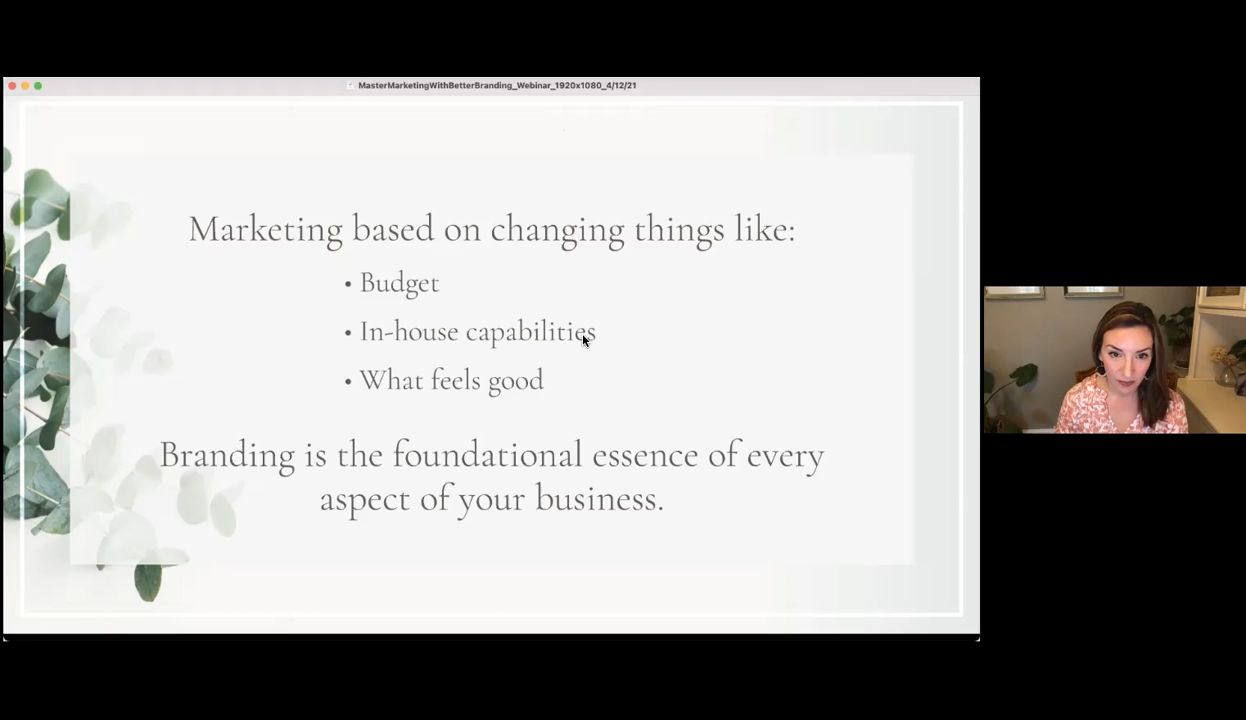 MasterMarketingWithBetterBranding_Webinar_1920x1080_4/12/21
Marketing based on changing things like:
• Budget
• In-house capabilities
• What feels good
Branding is the foundational essence of every
aspect of your business.